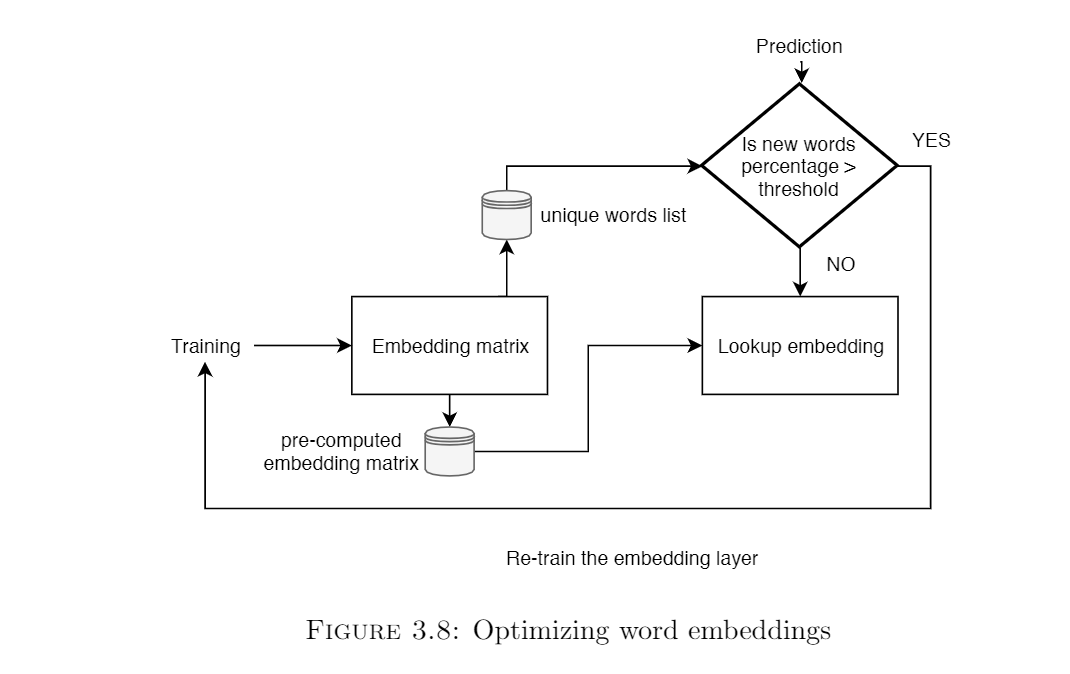 Prediction
Is new words
percentage >
threshold
YES
unique words list
NO
Training
Embedding matrix
Lookup embedding
pre-computed
embedding matrix
Re-train the embedding layer
Figure 3.8: Optimizing word embeddings